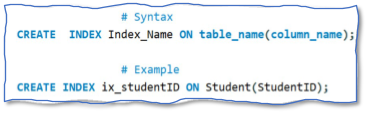 # Syntax
CREATE INDEX Index_Name ON table_name(column_name);
# Example
CREATE INDEX ix_studentID ON Student(StudentID);